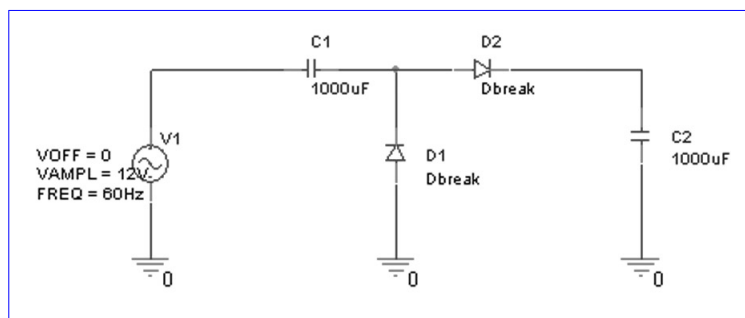 C1
1000uF
D2
Dbreak
V1
VOFF = 0
VAMPL = 12V
FREQ = 60Hz
D1
Dbreak
C2
1000uF
0
0
0